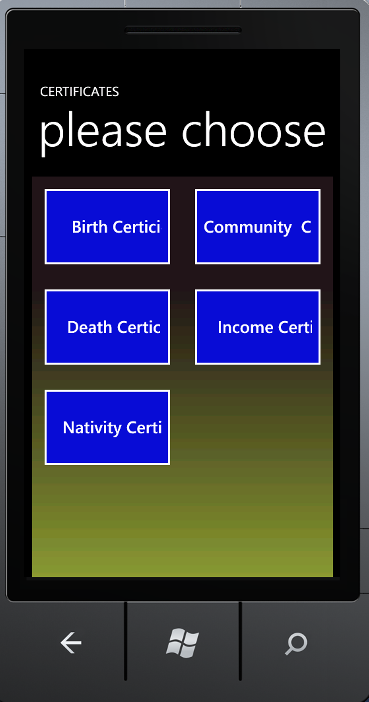 CERTIFICATES
please choose
Birth Certici
Community C
Death Certic
Income Certi
Nativity Certi